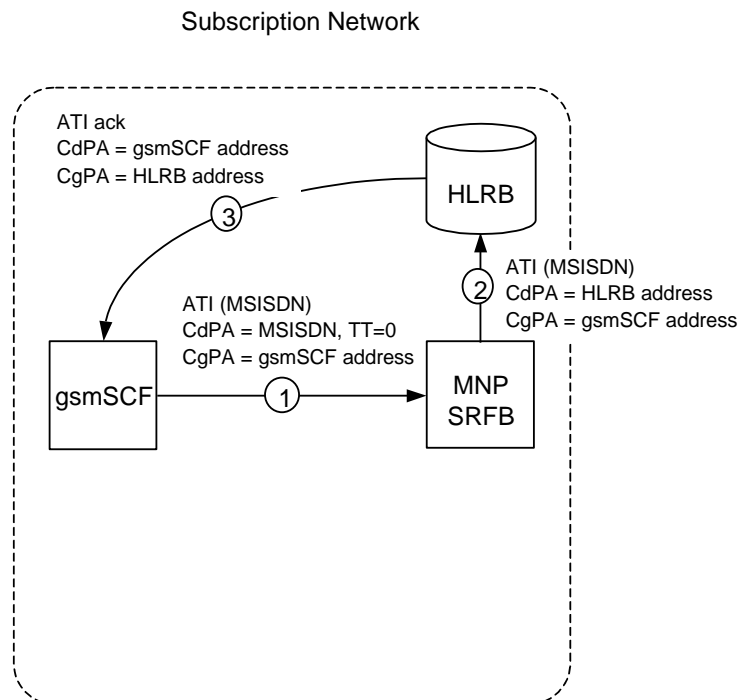 Subscription Network
ATI ack
CdPA = gsmSCF address
CgPA = HLRB address
3
HLRB
2
ATI (MSISDN)
CdPA = HLRB address
CgPA = gsmSCF address
ATI (MSISDN)
CdPA = MSISDN, TT=0
CgPA = gsmSCF address
gsmSCF
1
MNP
SRFB